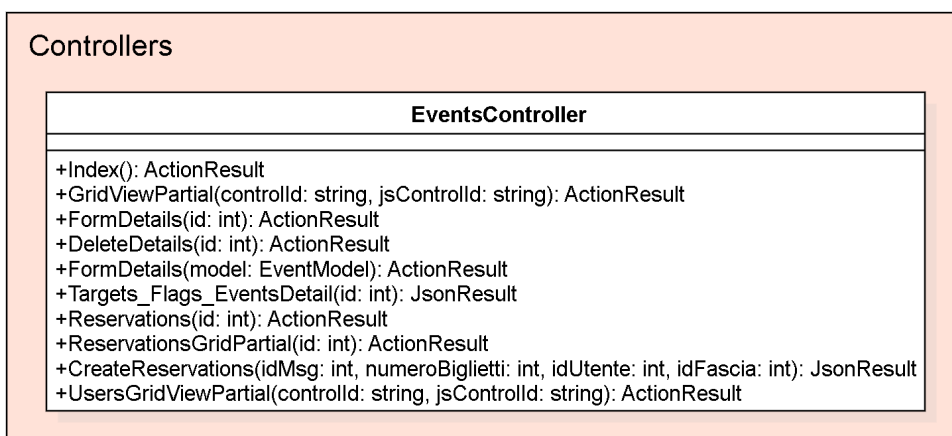 Controllers
EventsController
+Index(): ActionResult
+GridViewPartial(controlId: string, jsControlId: string): ActionResult
+FormDetails(id: int): ActionResult
+DeleteDetails(id: int): ActionResult
+FormDetails(model: EventModel): ActionResult
+Targets_Flags_EventsDetail(id: int): JsonResult
+Reservations(id: int): ActionResult
+ReservationsGridPartial(id: int): ActionResult
+CreateReservations(idMsg: int, numeroBiglietti: int, idUtente: int, idFascia: int): JsonResult
+UsersGridViewPartial(controlId: string, jsControlId: string): ActionResult